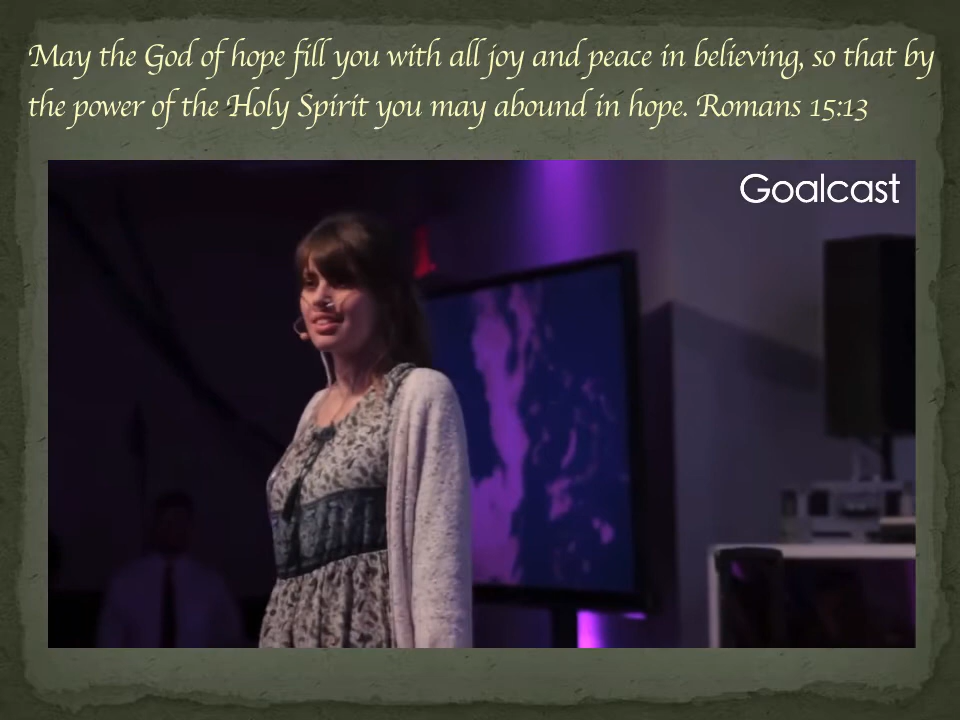 May the God of hope fill you with all joy and peace in believing, so that by
the power of the Holy Spirit you may abound in hope. Romans 15:13
Goalcast